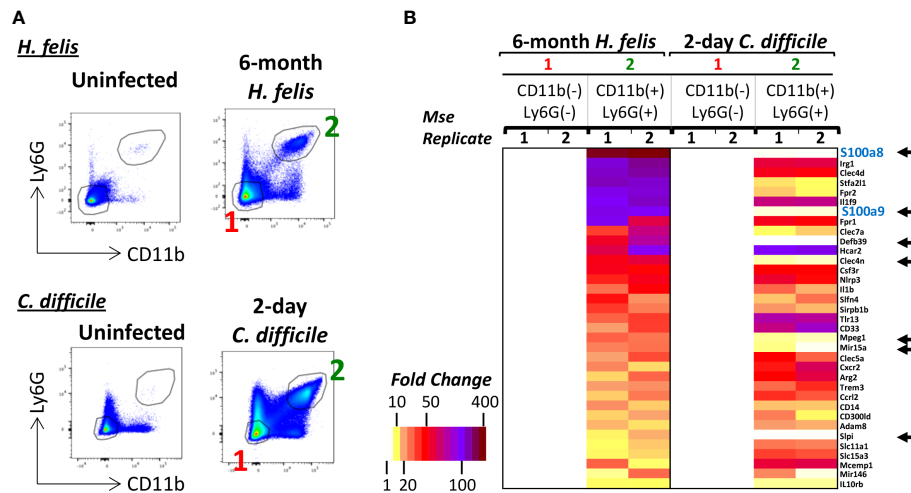 A
H. felis
Uninfected
6-month
H. felis
Ly6G
CD11b
1
2
C. difficile
Uninfected
2-day
C. difficile
Ly6G
CD11b
1
2
B
6-month H. felis 2-day C. difficile
1 2 1 2
CD11b(-) CD11b(+) CD11b(-) CD11b(+)
Ly6G(-) Ly6G(+) Ly6G(-) Ly6G(+)
Mse
Replicate 1 2 1 2 1 2 1 2
S100a8
Irg1
Clec4d
Stfa2l1
Fpr2
Il1f9
S100a9
Fpr1
Clec7a
Defb39
Hcar2
Clec4n
Csf3r
Nlrp3
Il1b
Slfn4
Sirpb1b
Tlr13
CD33
Mpeg1
Mir15a
Clec5a
Cxcr2
Arg2
Trem3
Ccrl2
CD14
CD300ld
Adam8
Slpi
Slc11a1
Slc15a3
Mcemp1
Mir146
IL10rb
Fold Change
10 50 400
1 20 100